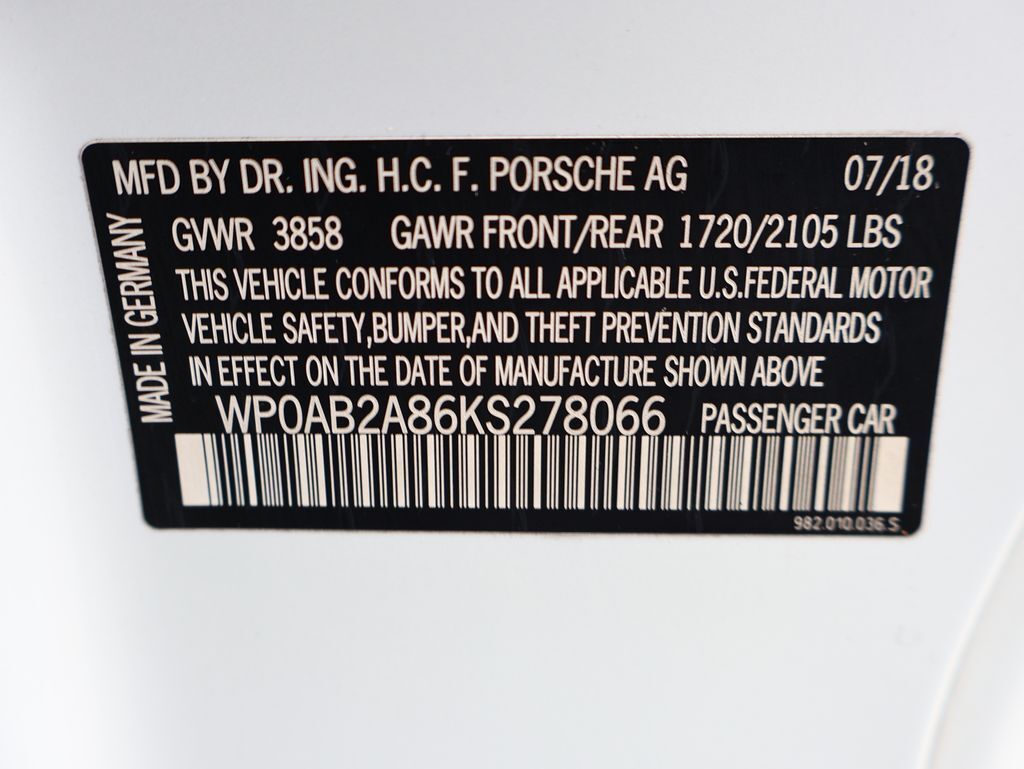 MFD BY DR. ING. H.C. F. PORSCHE AG 07/18
GVWR 3858 GAWR FRONT/REAR 1720/2105 LBS
THIS VEHICLE CONFORMS TO ALL APPLICABLE U.S.FEDERAL MOTOR
VEHICLE SAFETY,BUMPER,AND THEFT PREVENTION STANDARDS
IN EFFECT ON THE DATE OF MANUFACTURE SHOWN ABOVE
WP0AB2A86KS278066 PASSENGER CAR
982.010.036.S
MADE IN GERMANY